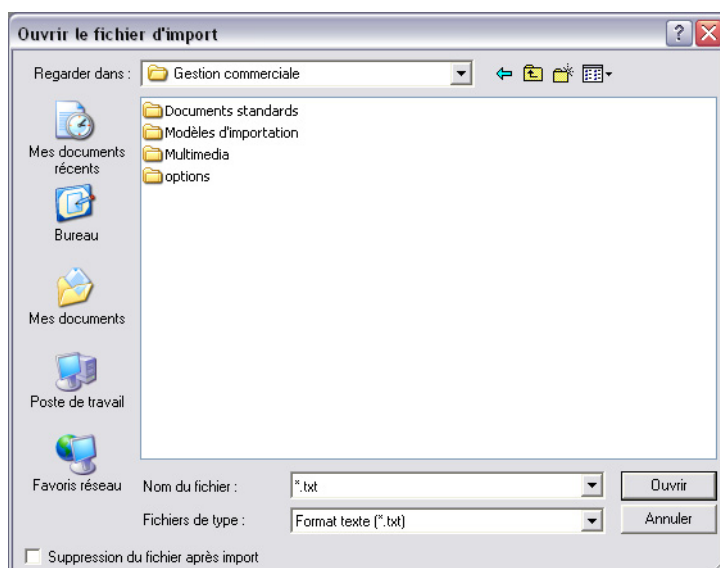 Ouvrir le fichier d'import
Regarder dans :
Gestion commerciale
Mes documents
récents
Bureau
Mes documents
Poste de travail
Favoris réseau
Documents standards
Modèles d'importation
Multimedia
options
Nom du fichier :
*.txt
Ouvrir
Fichiers de type :
Format texte (*.txt)
Annuler
Suppression du fichier après import